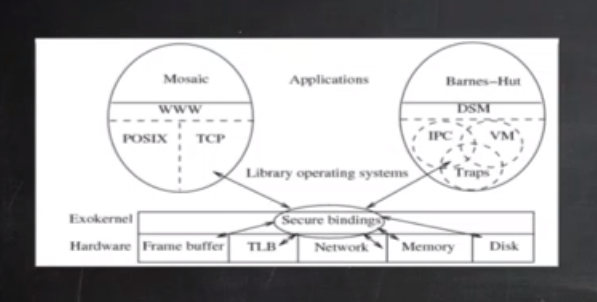 Mosaic
Applications
Barnes-Hut
WWW
DSM
POSIX
TCP
IPC
VM
Traps
Library operating systems
Exokernel
Secure bindings
Hardware
Frame buffer
TLB
Network
Memory
Disk